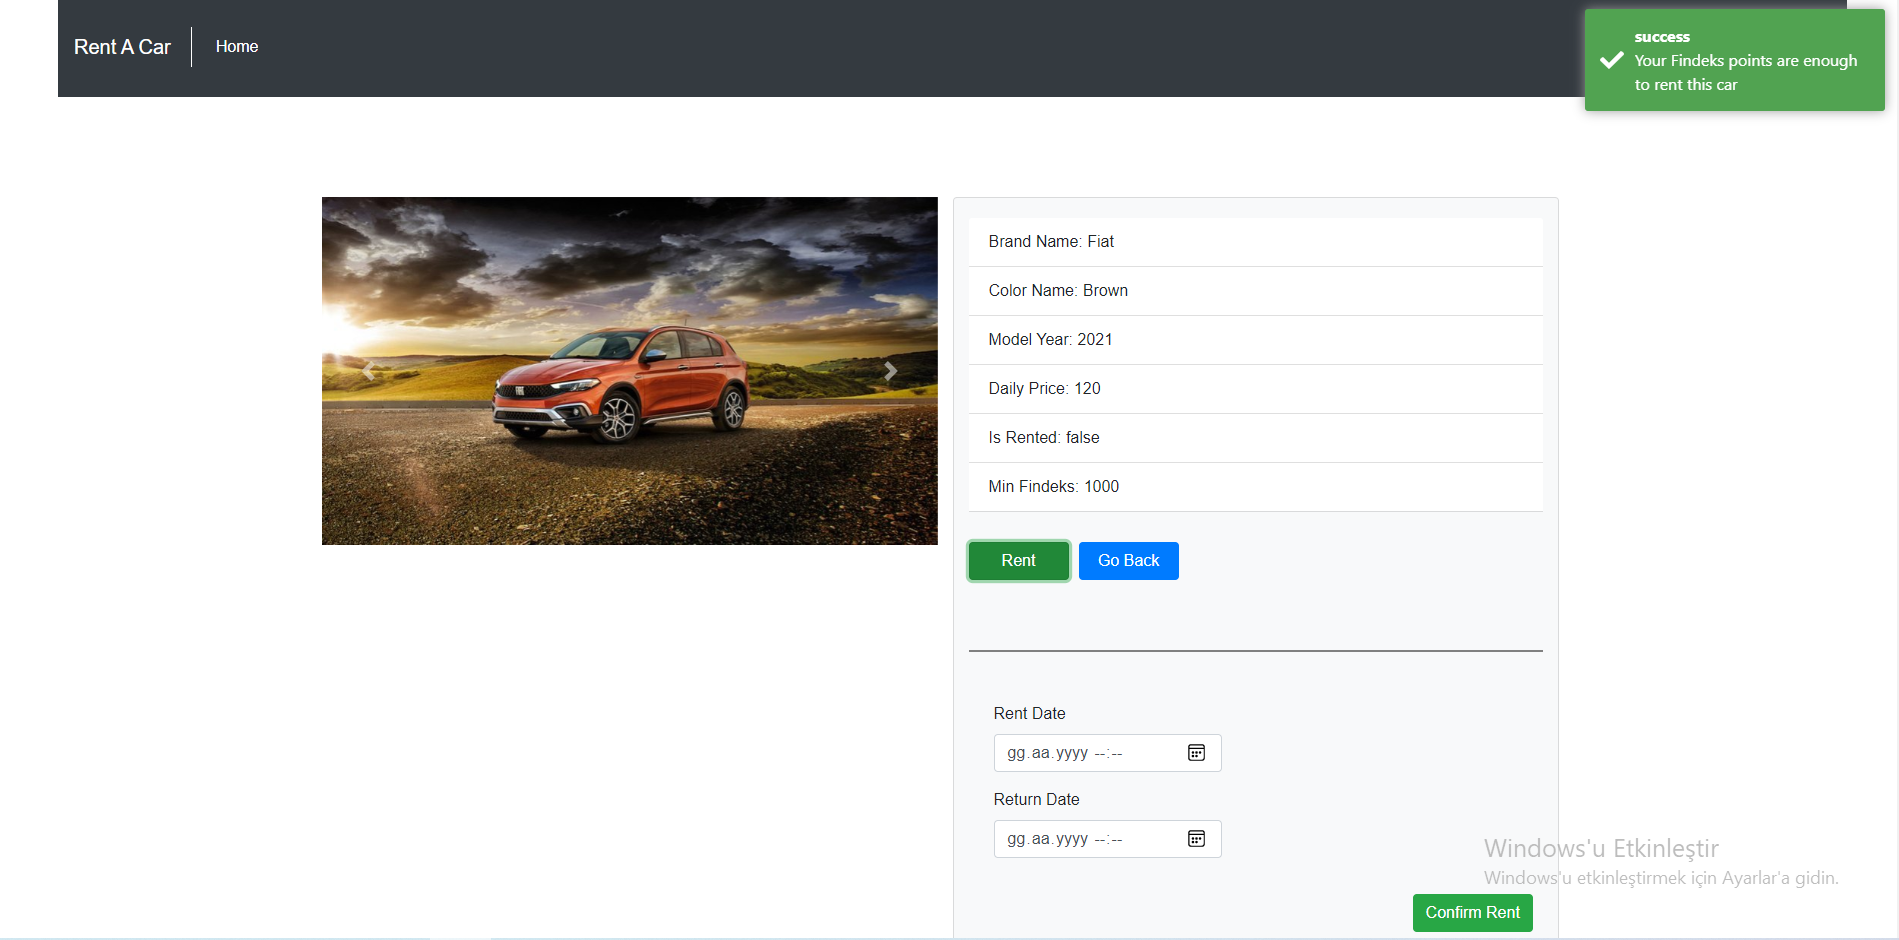 Rent A Car
Home
success
Your Findeks points are enough
to rent this car
Brand Name: Fiat
Color Name: Brown
Model Year: 2021
Daily Price: 120
Is Rented: false
Min Findeks: 1000
Rent
Go Back
Rent Date
gg.aa.yyyy --:--
Return Date
gg.aa.yyyy --:--
Windows'u Etkinleştir
Windows'u etkinleştirmek için Ayarlar'a gidin.
Confirm Rent